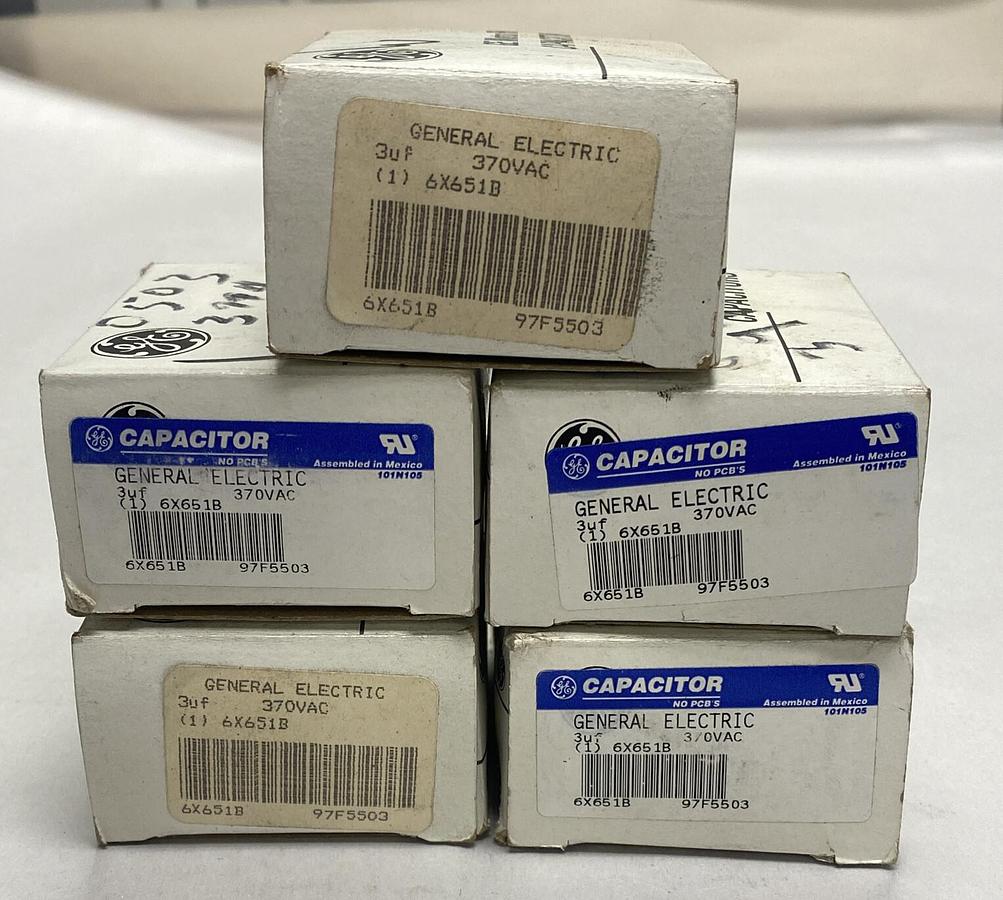 GENERAL ELECTRIC
3uf 370VAC
(1) 6X651B
6X651B 97F5503
0503
CAPACITORS
CAPACITOR
NO PCB'S
Assembled in Mexico
101N105
GENERAL ELECTRIC
3uf 370VAC
(1) 6X651B
6X651B 97F5503
CAPACITOR
NO PCB'S
Assembled in Mexico
101N105
GENERAL ELECTRIC
3uf 370VAC
(1) 6X651B
6X651B 97F5503
GENERAL ELECTRIC
3uf 370VAC
(1) 6X651B
6X651B 97F5503
CAPACITOR
NO PCB'S
Assembled in Mexico
101N105
GENERAL ELECTRIC
3uf 370VAC
(1) 6X651B
6X651B 97F5503